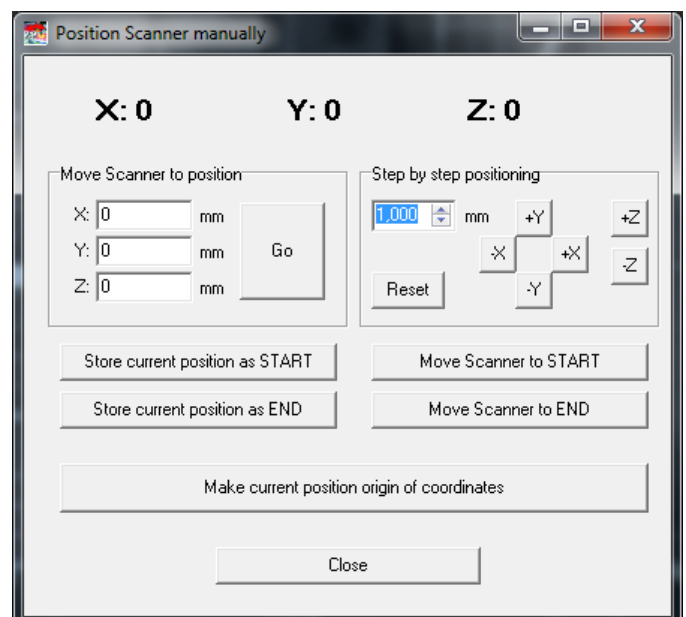 Position Scanner manually
X: 0 Y: 0 Z: 0
Move Scanner to position
X: 0 mm
Y: 0 mm
Z: 0 mm
Go
Step by step positioning
1,000 mm
+Y
-X +X
-Y
+Z
-Z
Reset
Store current position as START
Move Scanner to START
Store current position as END
Move Scanner to END
Make current position origin of coordinates
Close